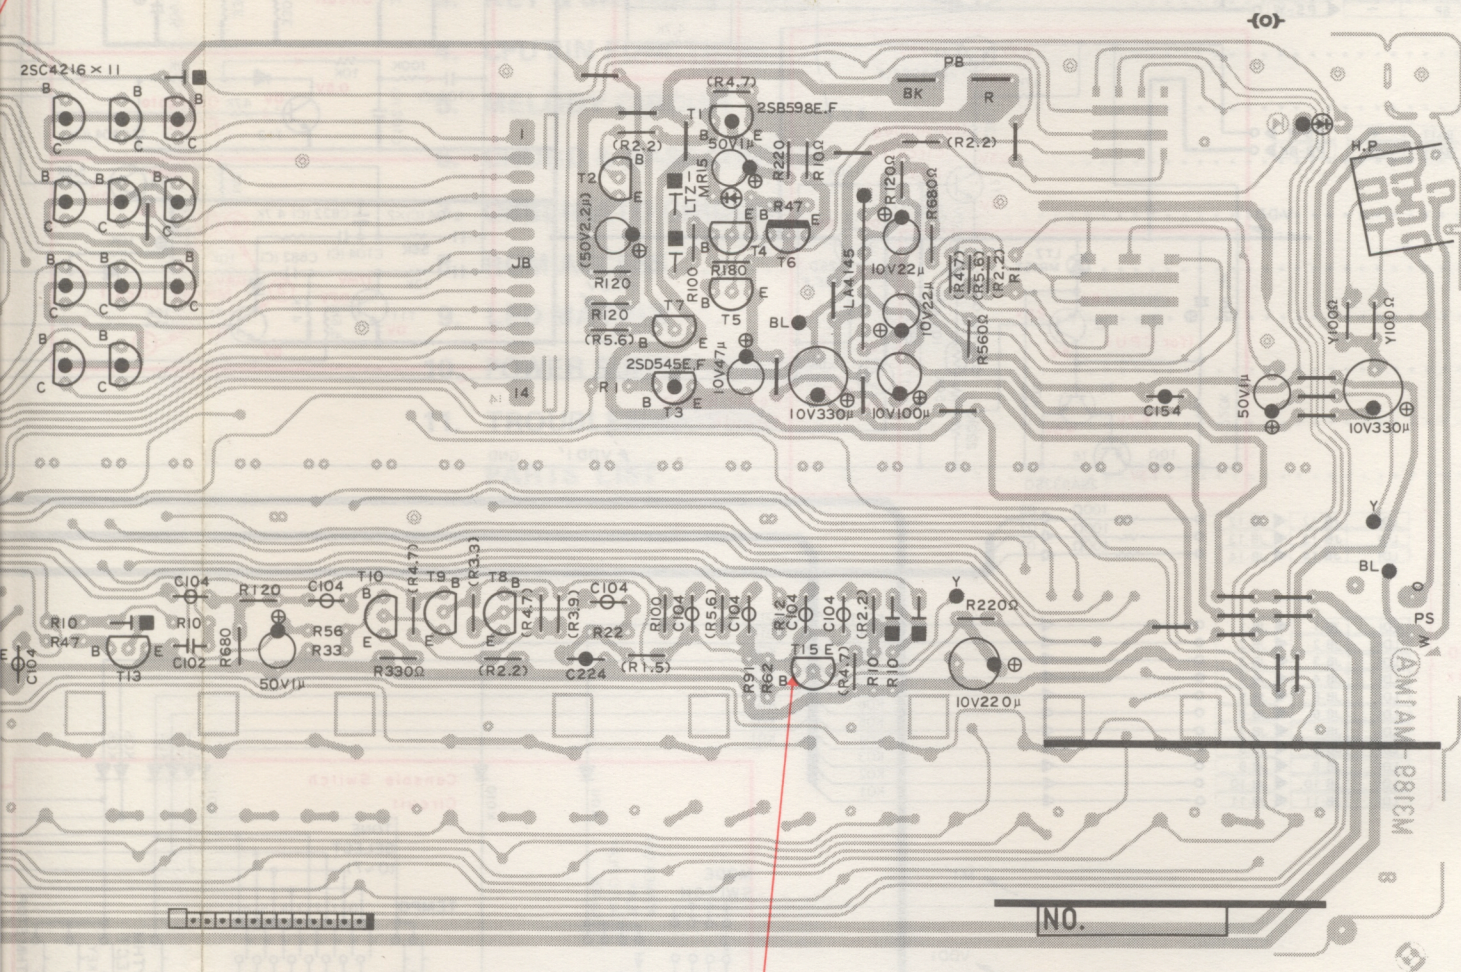 2SC4216×11
B B B
C C C
B B B
C C C
B B B
C C C
B B
C C
1
JB
14
(R4.7)
T1
2SB598E.F
B E
50V1μ
(R2.2)
T2
B
E
(50V2.2μ)
R120
R120
(R5.6)
LTZ-
MR15
R220
R10Ω
R47
E
B E
B
T4
T6
R180
R100
B E
T5
T7
B E
2SD545E.F
R1
B E
T3
10V47μ
BL
PB
BK
R
(R2.2)
R120Ω
R680Ω
LA4145
10V22μ
10V22μ
(R4.7)
(R5.6)
(R2.2)
R1
R560Ω
10V330μ
10V100μ
H.P
Y100Ω
Y100Ω
C154
50V1μ
10V330μ
Y
BL
O
PS
W
M3198-MA1M
R10
R47
E
C104
B E
T13
C104
R10
C102
R120
R680
50V1μ
C104
R56
R33
T10
B
E
(R4.7)
R330Ω
T9
B
(R3.3)
T8
B
E
(R4.7)
(R2.2)
(R3.9)
C104
R22
C224
(R1.5)
R100
C104
(R5.6)
C104
R12
C104
C104
(R2.2)
R91
R62
T15 E
B
(R4.7)
R10
R10
Y
R220Ω
10V220μ
NO.